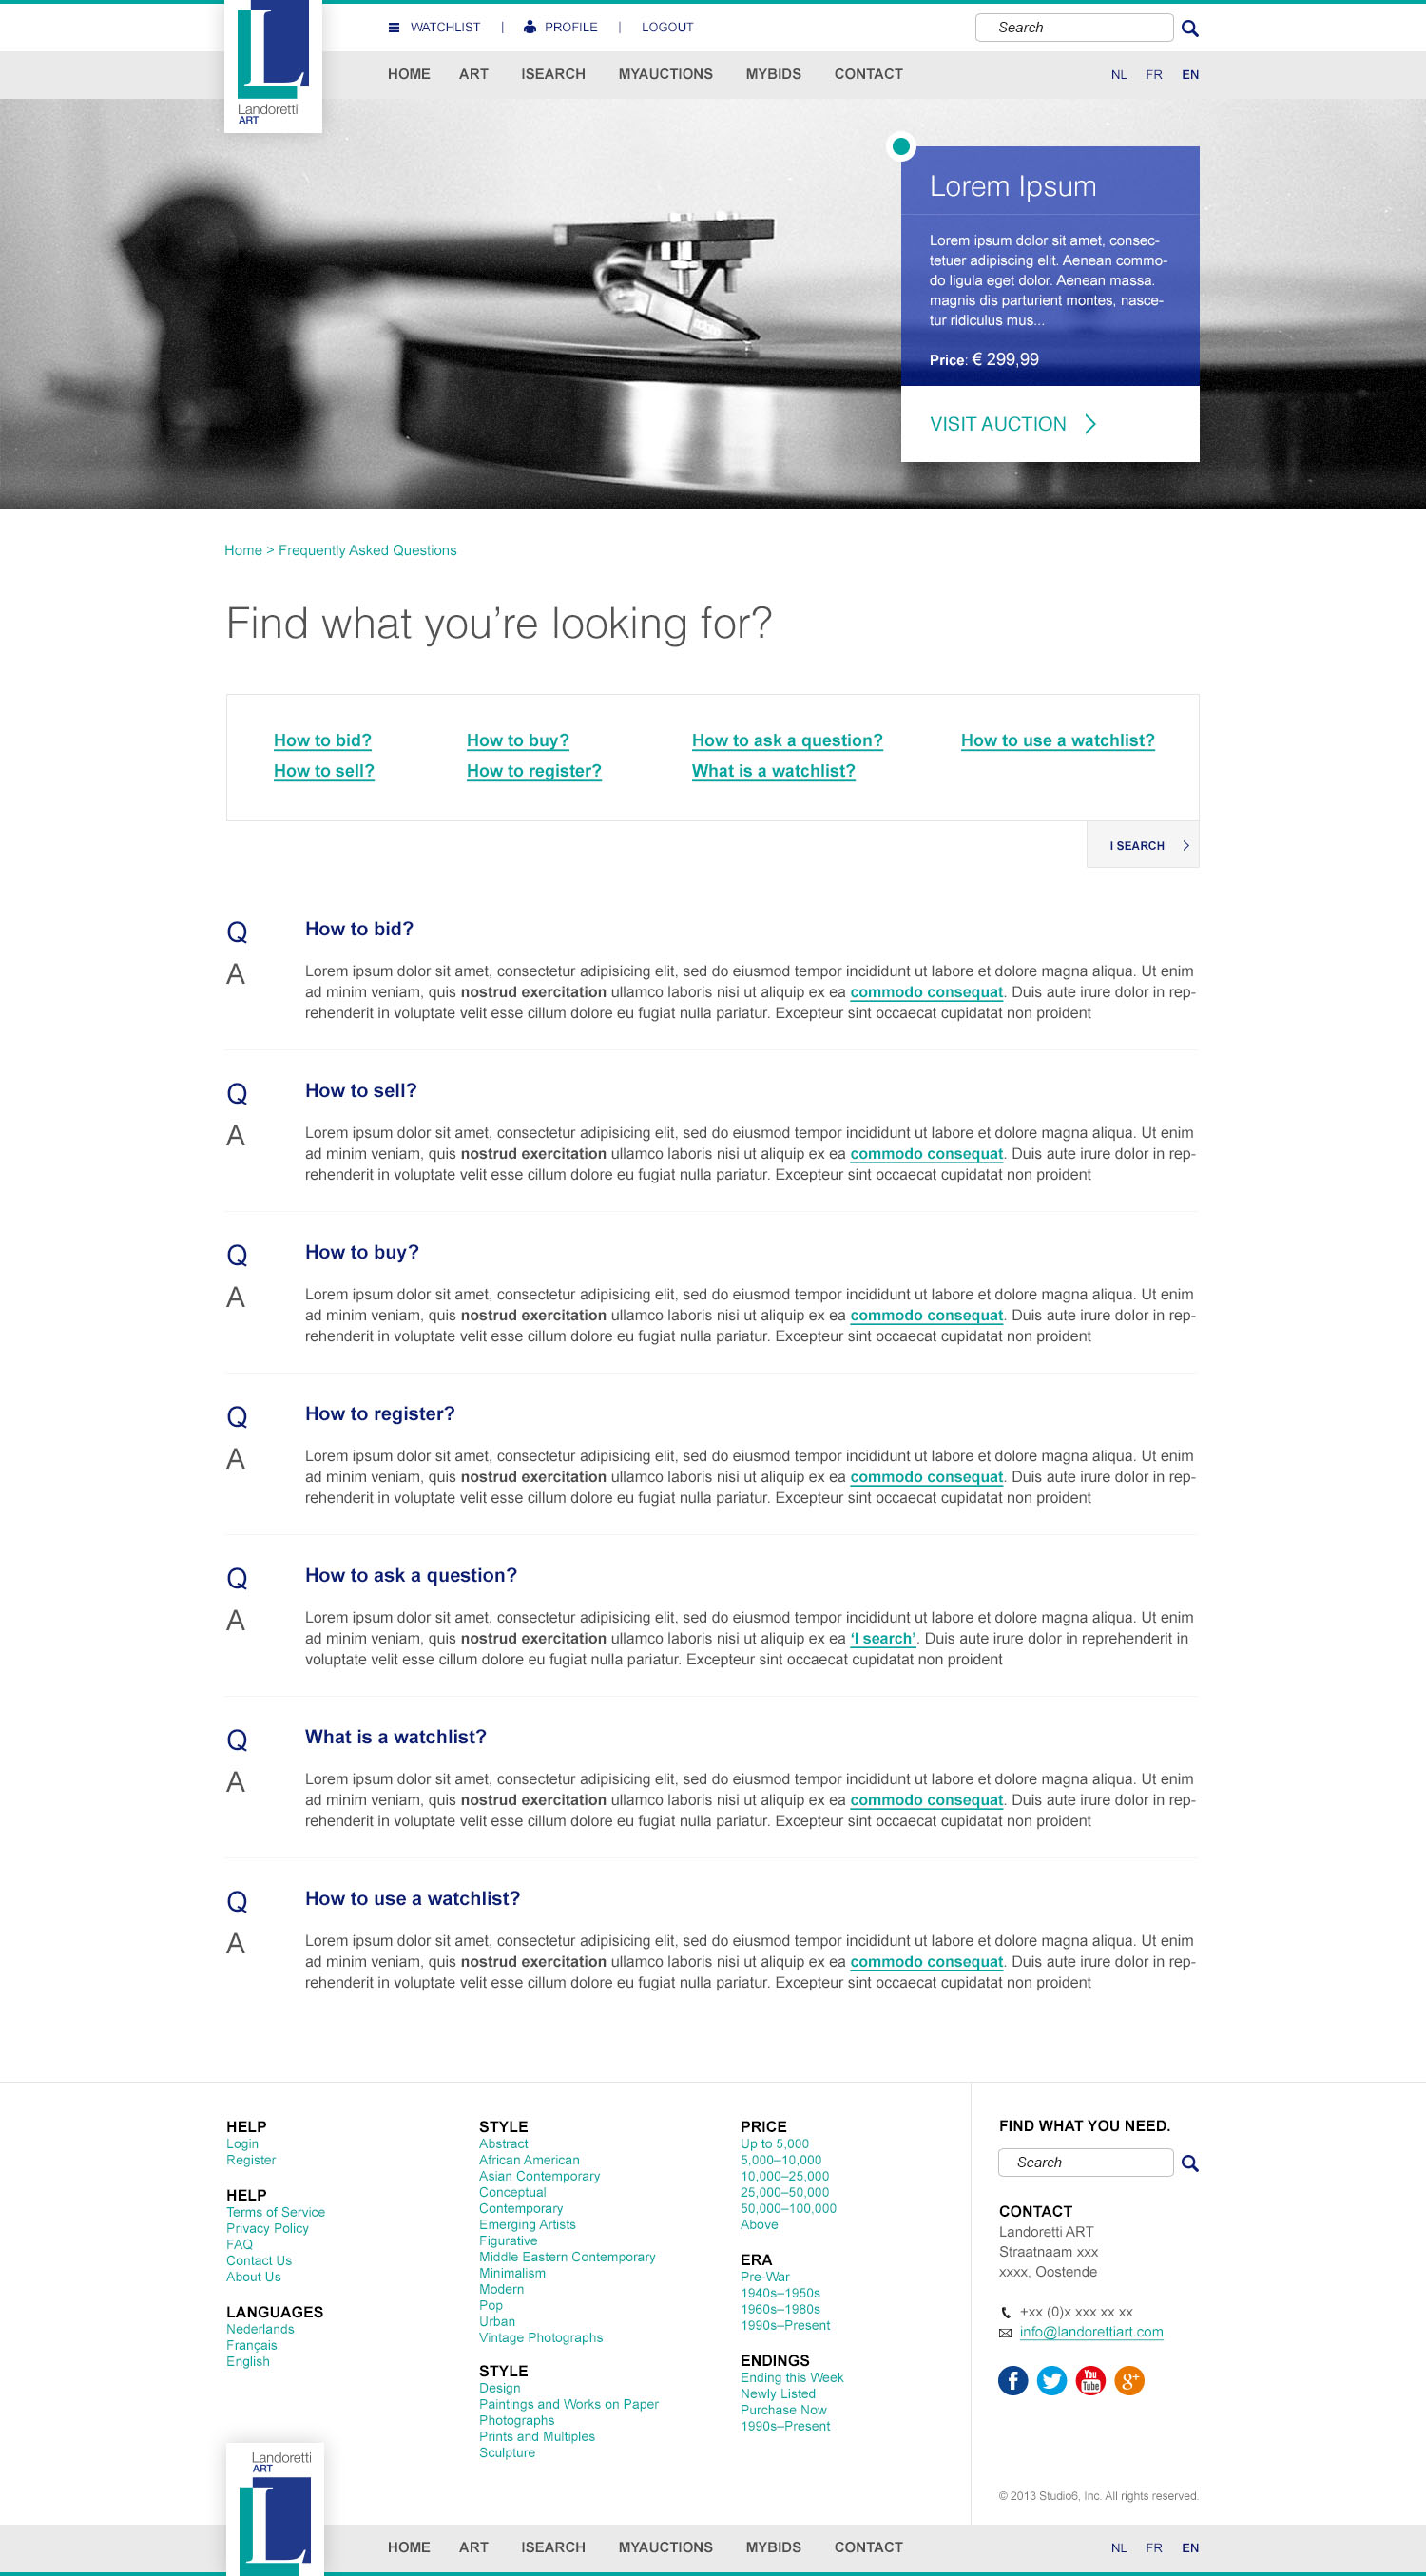 L
Landoretti
ART
WATCHLIST | PROFILE | LOGOUT
Search
HOME ART ISEARCH MYAUCTIONS MYBIDS CONTACT
NL FR EN
Lorem Ipsum
Lorem ipsum dolor sit amet, consec-
tetuer adipiscing elit. Aenean commo-
do ligula eget dolor. Aenean massa.
magnis dis parturient montes, nasce-
tur ridiculus mus...
Price: € 299,99
VISIT AUCTION
Home > Frequently Asked Questions
Find what you’re looking for?
How to bid? How to buy? How to ask a question? How to use a watchlist?
How to sell? How to register? What is a watchlist?
I SEARCH
Q How to bid?
A Lorem ipsum dolor sit amet, consectetur adipisicing elit, sed do eiusmod tempor incididunt ut labore et dolore magna aliqua. Ut enim
ad minim veniam, quis nostrud exercitation ullamco laboris nisi ut aliquip ex ea commodo consequat. Duis aute irure dolor in rep-
rehenderit in voluptate velit esse cillum dolore eu fugiat nulla pariatur. Excepteur sint occaecat cupidatat non proident
Q How to sell?
A Lorem ipsum dolor sit amet, consectetur adipisicing elit, sed do eiusmod tempor incididunt ut labore et dolore magna aliqua. Ut enim
ad minim veniam, quis nostrud exercitation ullamco laboris nisi ut aliquip ex ea commodo consequat. Duis aute irure dolor in rep-
rehenderit in voluptate velit esse cillum dolore eu fugiat nulla pariatur. Excepteur sint occaecat cupidatat non proident
Q How to buy?
A Lorem ipsum dolor sit amet, consectetur adipisicing elit, sed do eiusmod tempor incididunt ut labore et dolore magna aliqua. Ut enim
ad minim veniam, quis nostrud exercitation ullamco laboris nisi ut aliquip ex ea commodo consequat. Duis aute irure dolor in rep-
rehenderit in voluptate velit esse cillum dolore eu fugiat nulla pariatur. Excepteur sint occaecat cupidatat non proident
Q How to register?
A Lorem ipsum dolor sit amet, consectetur adipisicing elit, sed do eiusmod tempor incididunt ut labore et dolore magna aliqua. Ut enim
ad minim veniam, quis nostrud exercitation ullamco laboris nisi ut aliquip ex ea commodo consequat. Duis aute irure dolor in rep-
rehenderit in voluptate velit esse cillum dolore eu fugiat nulla pariatur. Excepteur sint occaecat cupidatat non proident
Q How to ask a question?
A Lorem ipsum dolor sit amet, consectetur adipisicing elit, sed do eiusmod tempor incididunt ut labore et dolore magna aliqua. Ut enim
ad minim veniam, quis nostrud exercitation ullamco laboris nisi ut aliquip ex ea ‘I search’. Duis aute irure dolor in reprehenderit in
voluptate velit esse cillum dolore eu fugiat nulla pariatur. Excepteur sint occaecat cupidatat non proident
Q What is a watchlist?
A Lorem ipsum dolor sit amet, consectetur adipisicing elit, sed do eiusmod tempor incididunt ut labore et dolore magna aliqua. Ut enim
ad minim veniam, quis nostrud exercitation ullamco laboris nisi ut aliquip ex ea commodo consequat. Duis aute irure dolor in rep-
rehenderit in voluptate velit esse cillum dolore eu fugiat nulla pariatur. Excepteur sint occaecat cupidatat non proident
Q How to use a watchlist?
A Lorem ipsum dolor sit amet, consectetur adipisicing elit, sed do eiusmod tempor incididunt ut labore et dolore magna aliqua. Ut enim
ad minim veniam, quis nostrud exercitation ullamco laboris nisi ut aliquip ex ea commodo consequat. Duis aute irure dolor in rep-
rehenderit in voluptate velit esse cillum dolore eu fugiat nulla pariatur. Excepteur sint occaecat cupidatat non proident
HELP
Login
Register
HELP
Terms of Service
Privacy Policy
FAQ
Contact Us
About Us
LANGUAGES
Nederlands
Français
English
STYLE
Abstract
African American
Asian Contemporary
Conceptual
Contemporary
Emerging Artists
Figurative
Middle Eastern Contemporary
Minimalism
Modern
Pop
Urban
Vintage Photographs
STYLE
Design
Paintings and Works on Paper
Photographs
Prints and Multiples
Sculpture
PRICE
Up to 5,000
5,000–10,000
10,000–25,000
25,000–50,000
50,000–100,000
Above
ERA
Pre-War
1940s–1950s
1960s–1980s
1990s–Present
ENDINGS
Ending this Week
Newly Listed
Purchase Now
1990s–Present
FIND WHAT YOU NEED.
Search
CONTACT
Landoretti ART
Straatnaam xxx
xxxx, Oostende
+xx (0)x xxx xx xx
info@landorettiart.com
f You Tube g+
© 2013 Studio6, Inc. All rights reserved.
Landoretti
ART
L
HOME ART ISEARCH MYAUCTIONS MYBIDS CONTACT
NL FR EN